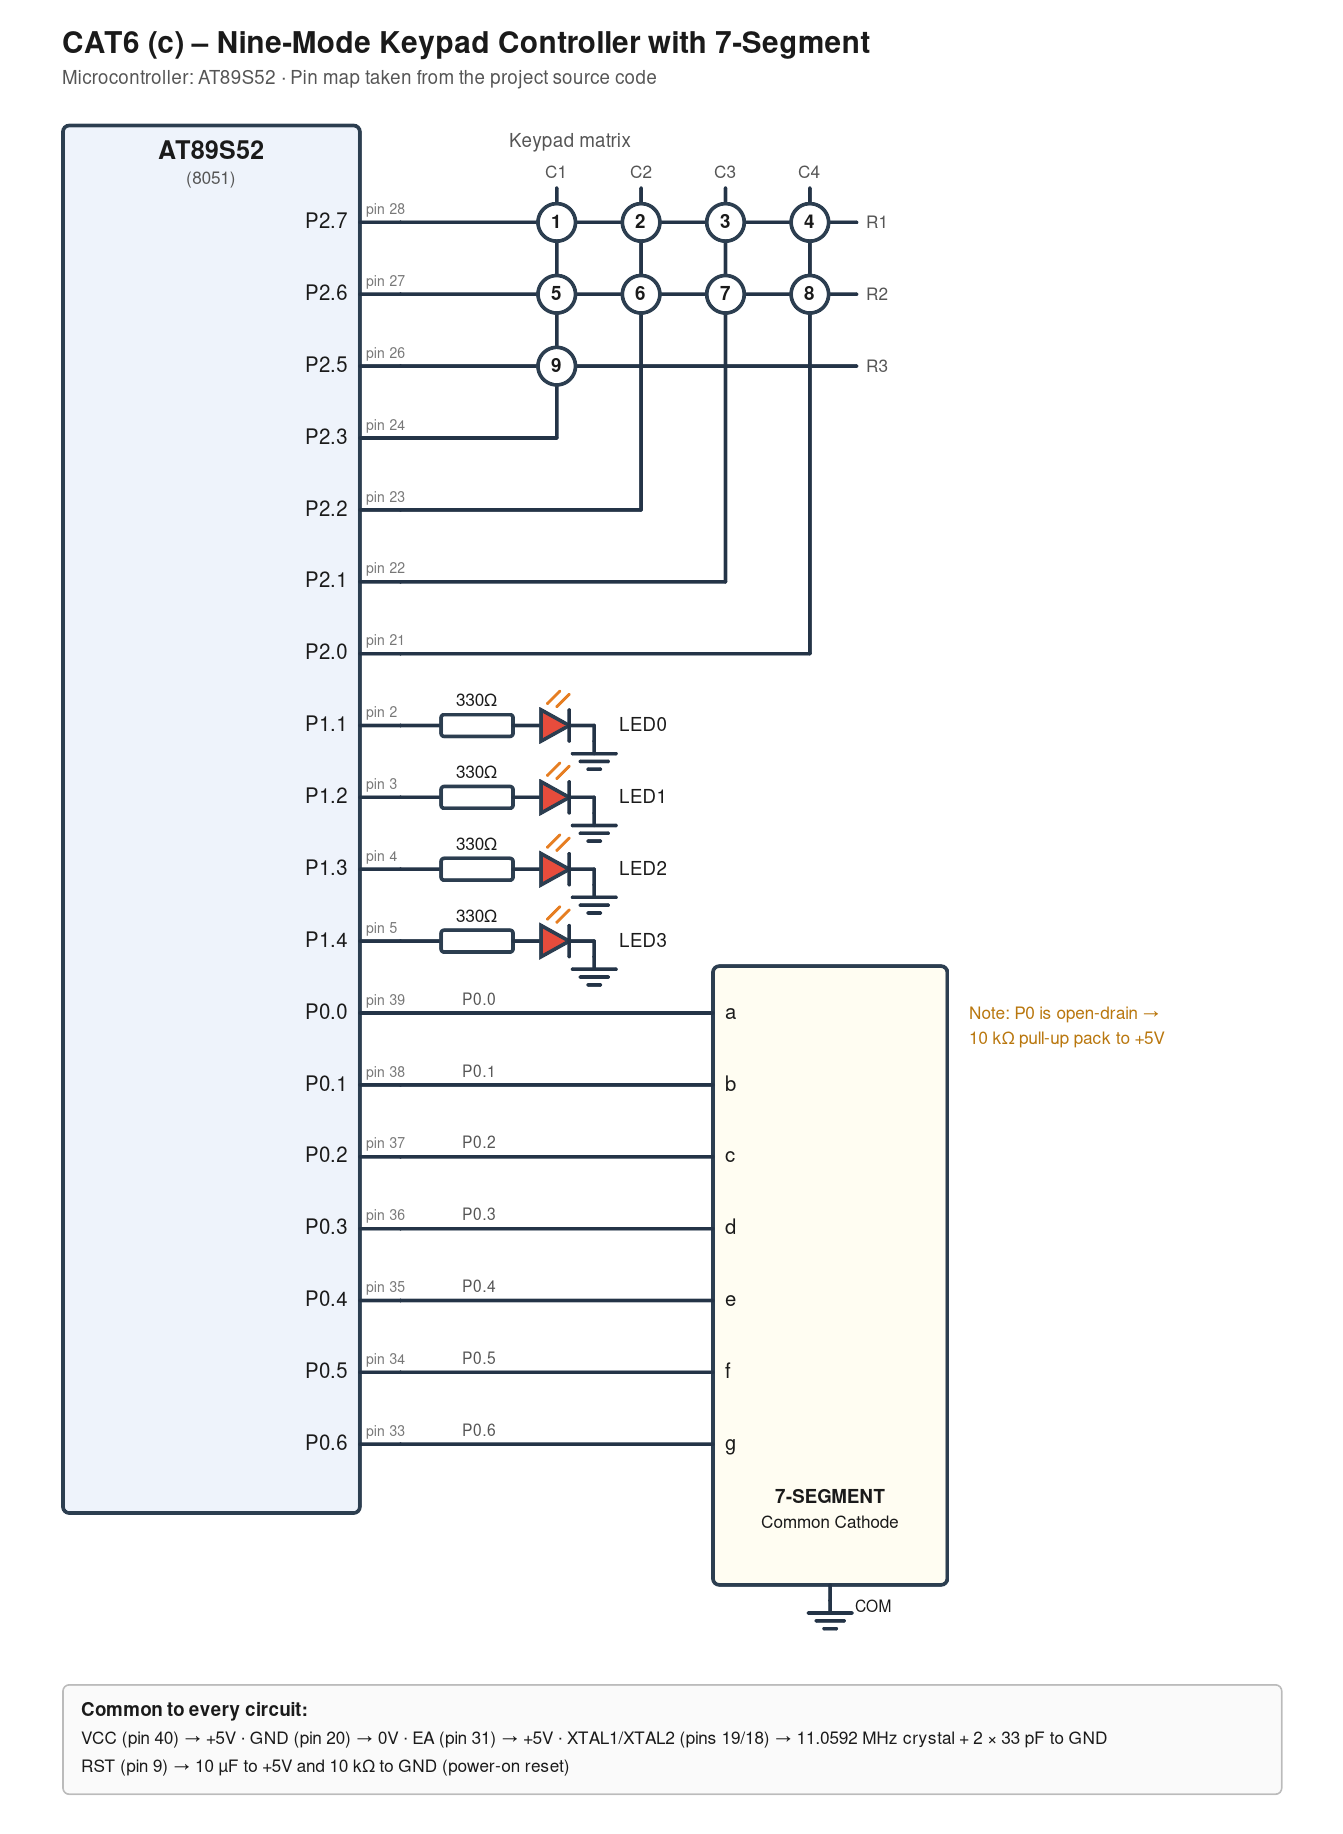 CAT6 (c) – Nine-Mode Keypad Controller with 7-Segment
Microcontroller: AT89S52 · Pin map taken from the project source code
AT89S52
(8051)
Keypad matrix
C1 C2 C3 C4
P2.7 pin 28 1 2 3 4 R1
P2.6 pin 27 5 6 7 8 R2
P2.5 pin 26 9 R3
P2.3 pin 24
P2.2 pin 23
P2.1 pin 22
P2.0 pin 21
330Ω
P1.1 pin 2 LED0
330Ω
P1.2 pin 3 LED1
330Ω
P1.3 pin 4 LED2
330Ω
P1.4 pin 5 LED3
P0.0 pin 39 P0.0 a
Note: P0 is open-drain →
10 kΩ pull-up pack to +5V
P0.1 pin 38 P0.1 b
P0.2 pin 37 P0.2 c
P0.3 pin 36 P0.3 d
P0.4 pin 35 P0.4 e
P0.5 pin 34 P0.5 f
P0.6 pin 33 P0.6 g
7-SEGMENT
Common Cathode
COM
Common to every circuit:
VCC (pin 40) → +5V · GND (pin 20) → 0V · EA (pin 31) → +5V · XTAL1/XTAL2 (pins 19/18) → 11.0592 MHz crystal + 2 × 33 pF to GND
RST (pin 9) → 10 µF to +5V and 10 kΩ to GND (power-on reset)